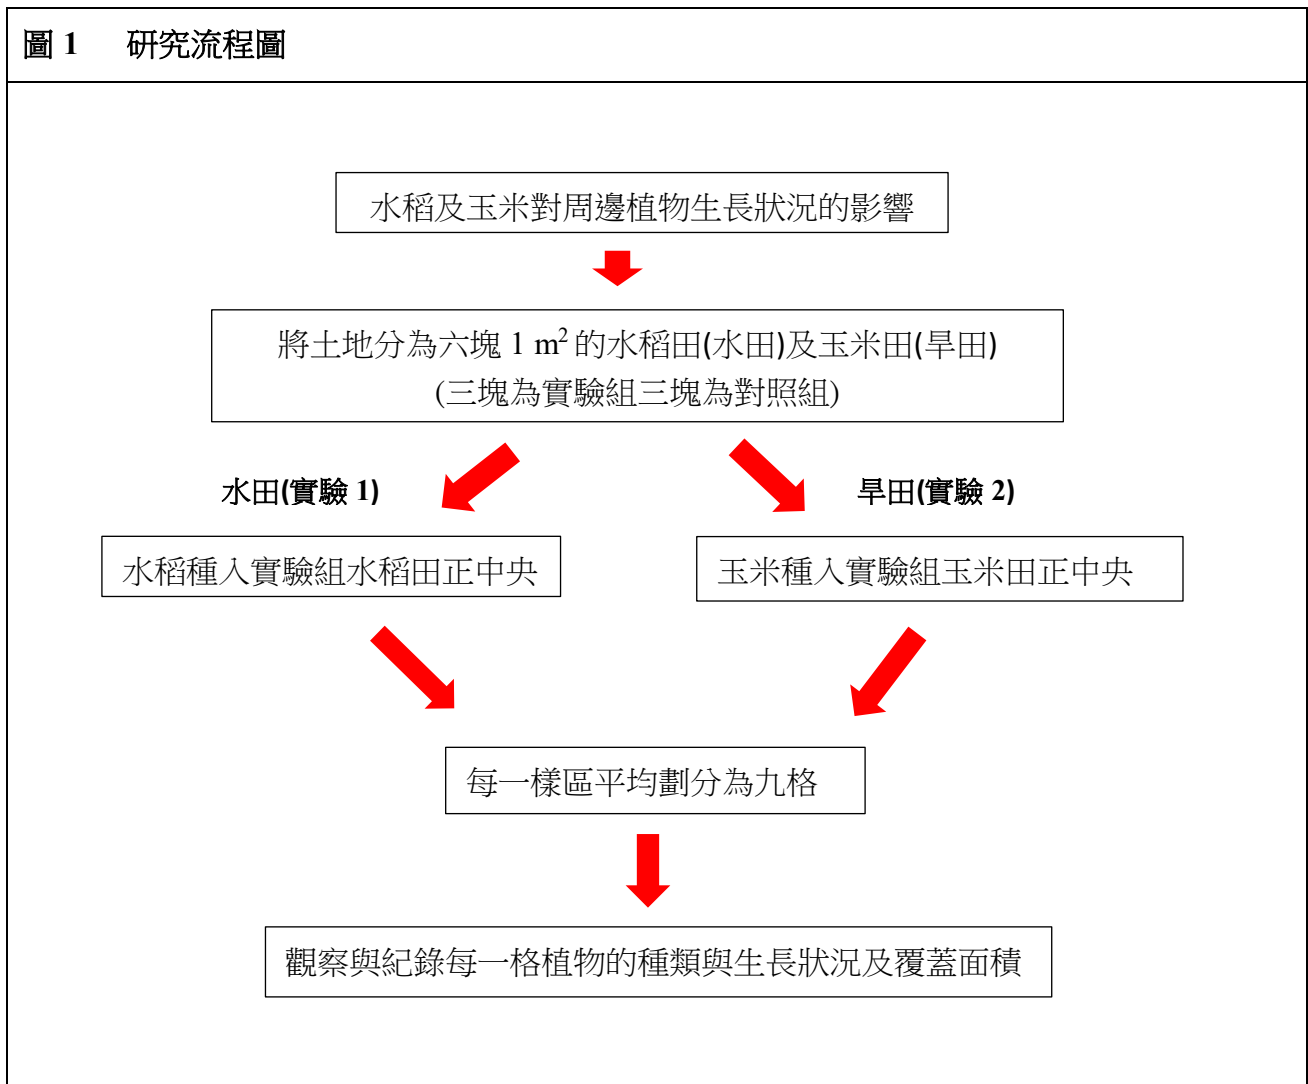 圖 1 研究流程圖
水稻及玉米對周邊植物生長狀況的影響
將土地分為六塊 1 m² 的水稻田(水田)及玉米田(旱田)
(三塊為實驗組三塊為對照組)
水田(實驗 1)
旱田(實驗 2)
水稻種入實驗組水稻田正中央
玉米種入實驗組玉米田正中央
每一樣區平均劃分為九格
觀察與紀錄每一格植物的種類與生長狀況及覆蓋面積